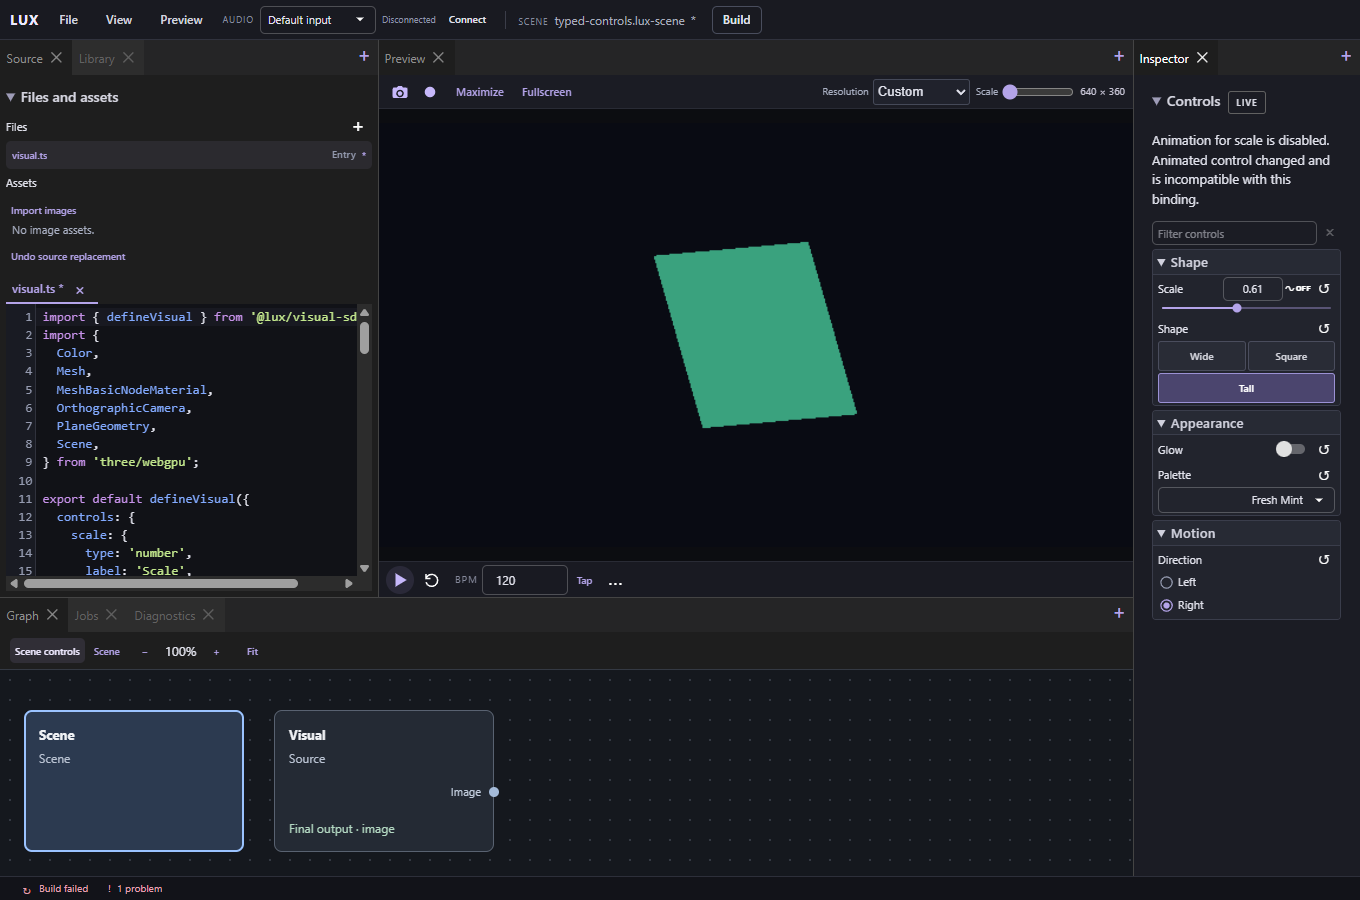 LUX File View Preview AUDIO Default input Disconnected Connect SCENE typed-controls.lux-scene * Build
Source Library +
Files and assets
Files +
visual.ts Entry *
Assets
Import images
No image assets.
Undo source replacement
visual.ts *
1 import { defineVisual } from '@lux/visual-sd
2 import {
3 Color,
4 Mesh,
5 MeshBasicNodeMaterial,
6 OrthographicCamera,
7 PlaneGeometry,
8 Scene,
9 } from 'three/webgpu';
10
11 export default defineVisual({
12 controls: {
13 scale: {
14 type: 'number',
15 label: 'Scale',
Preview +
Maximize Fullscreen Resolution Custom Scale 640 × 360
BPM 120 Tap ...
Graph Jobs Diagnostics +
Scene controls Scene − 100% + Fit
Scene
Scene
Visual
Source
Image
Final output · image
Inspector +
Controls LIVE
Animation for scale is disabled.
Animated control changed and
is incompatible with this
binding.
Filter controls ×
Shape
Scale 0.61 OFF
Shape
Wide Square
Tall
Appearance
Glow
Palette
Fresh Mint
Motion
Direction
Left
Right
Build failed ! 1 problem